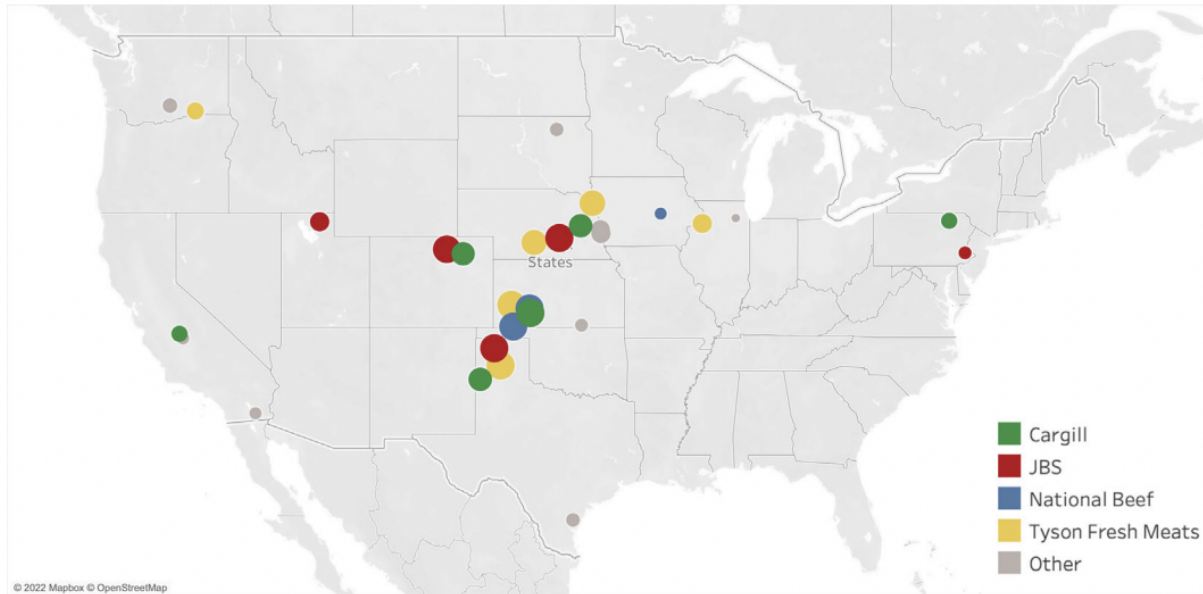 States
Cargill
JBS
National Beef
Tyson Fresh Meats
Other
© 2022 Mapbox © OpenStreetMap